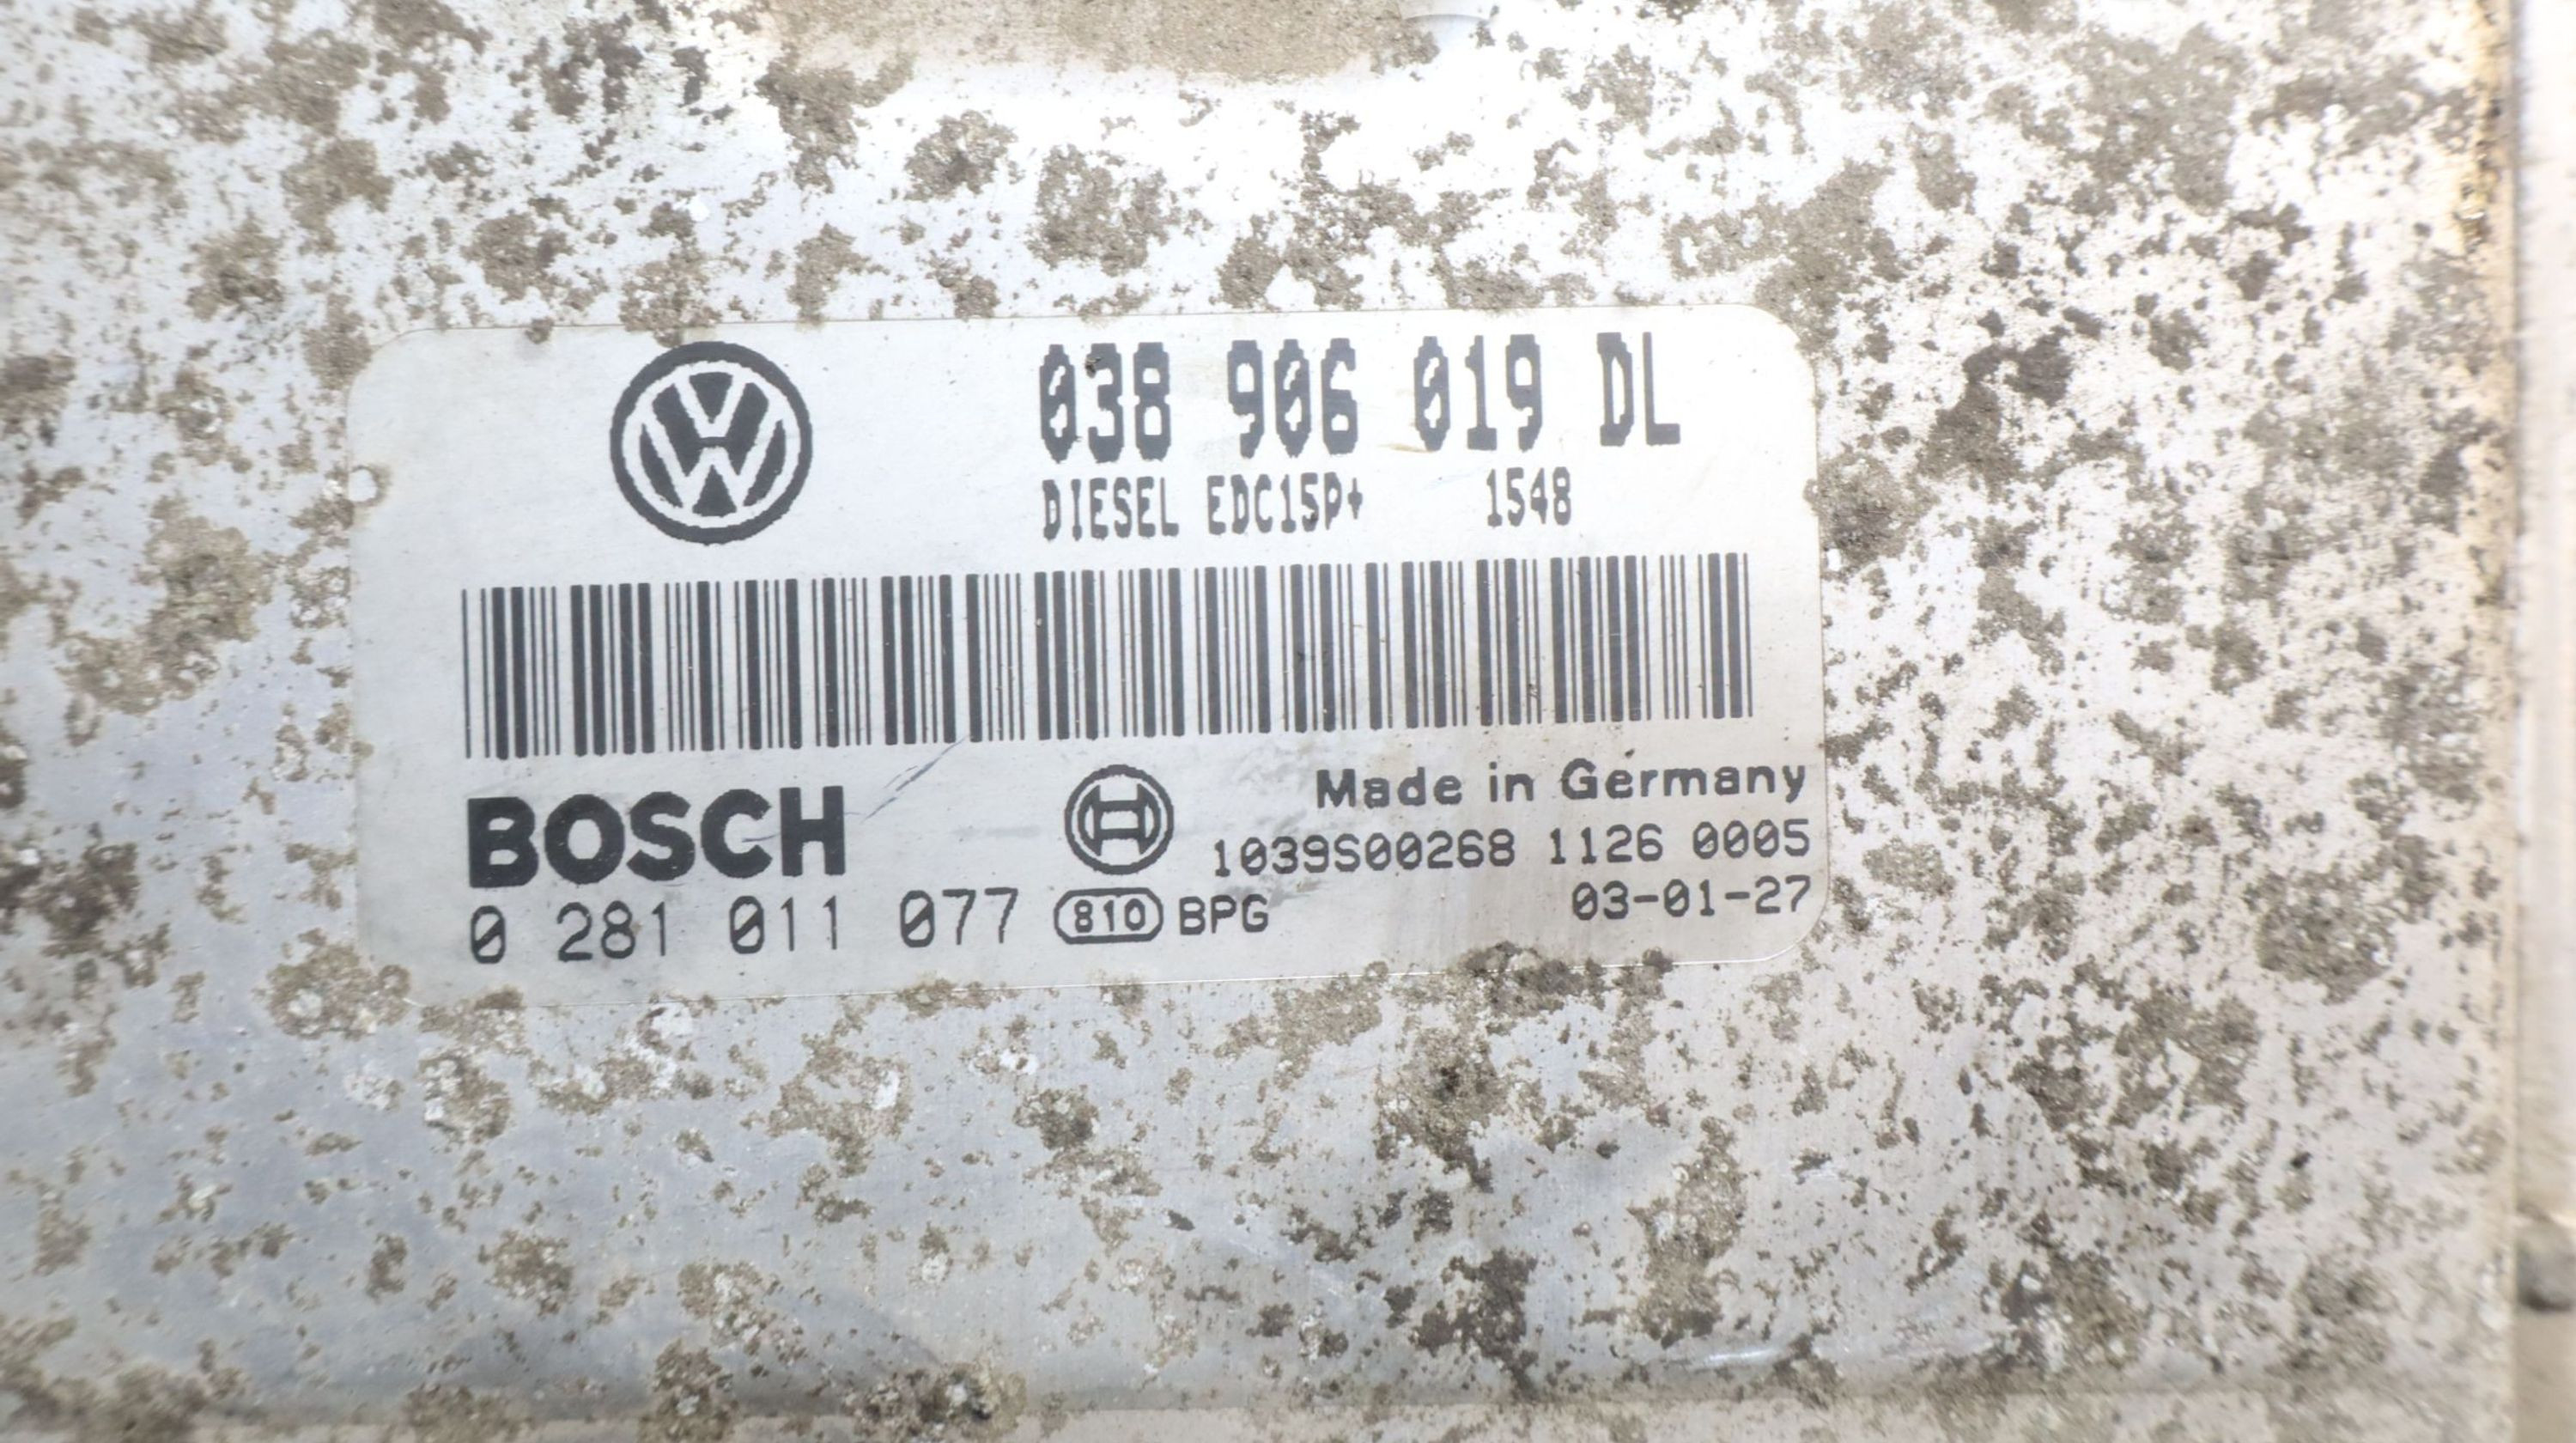 038 906 019 DL
DIESEL EDC15P+ 1548
BOSCH
Made in Germany
1039S00268 1126 0005
0 281 011 077 810 BPG 03-01-27